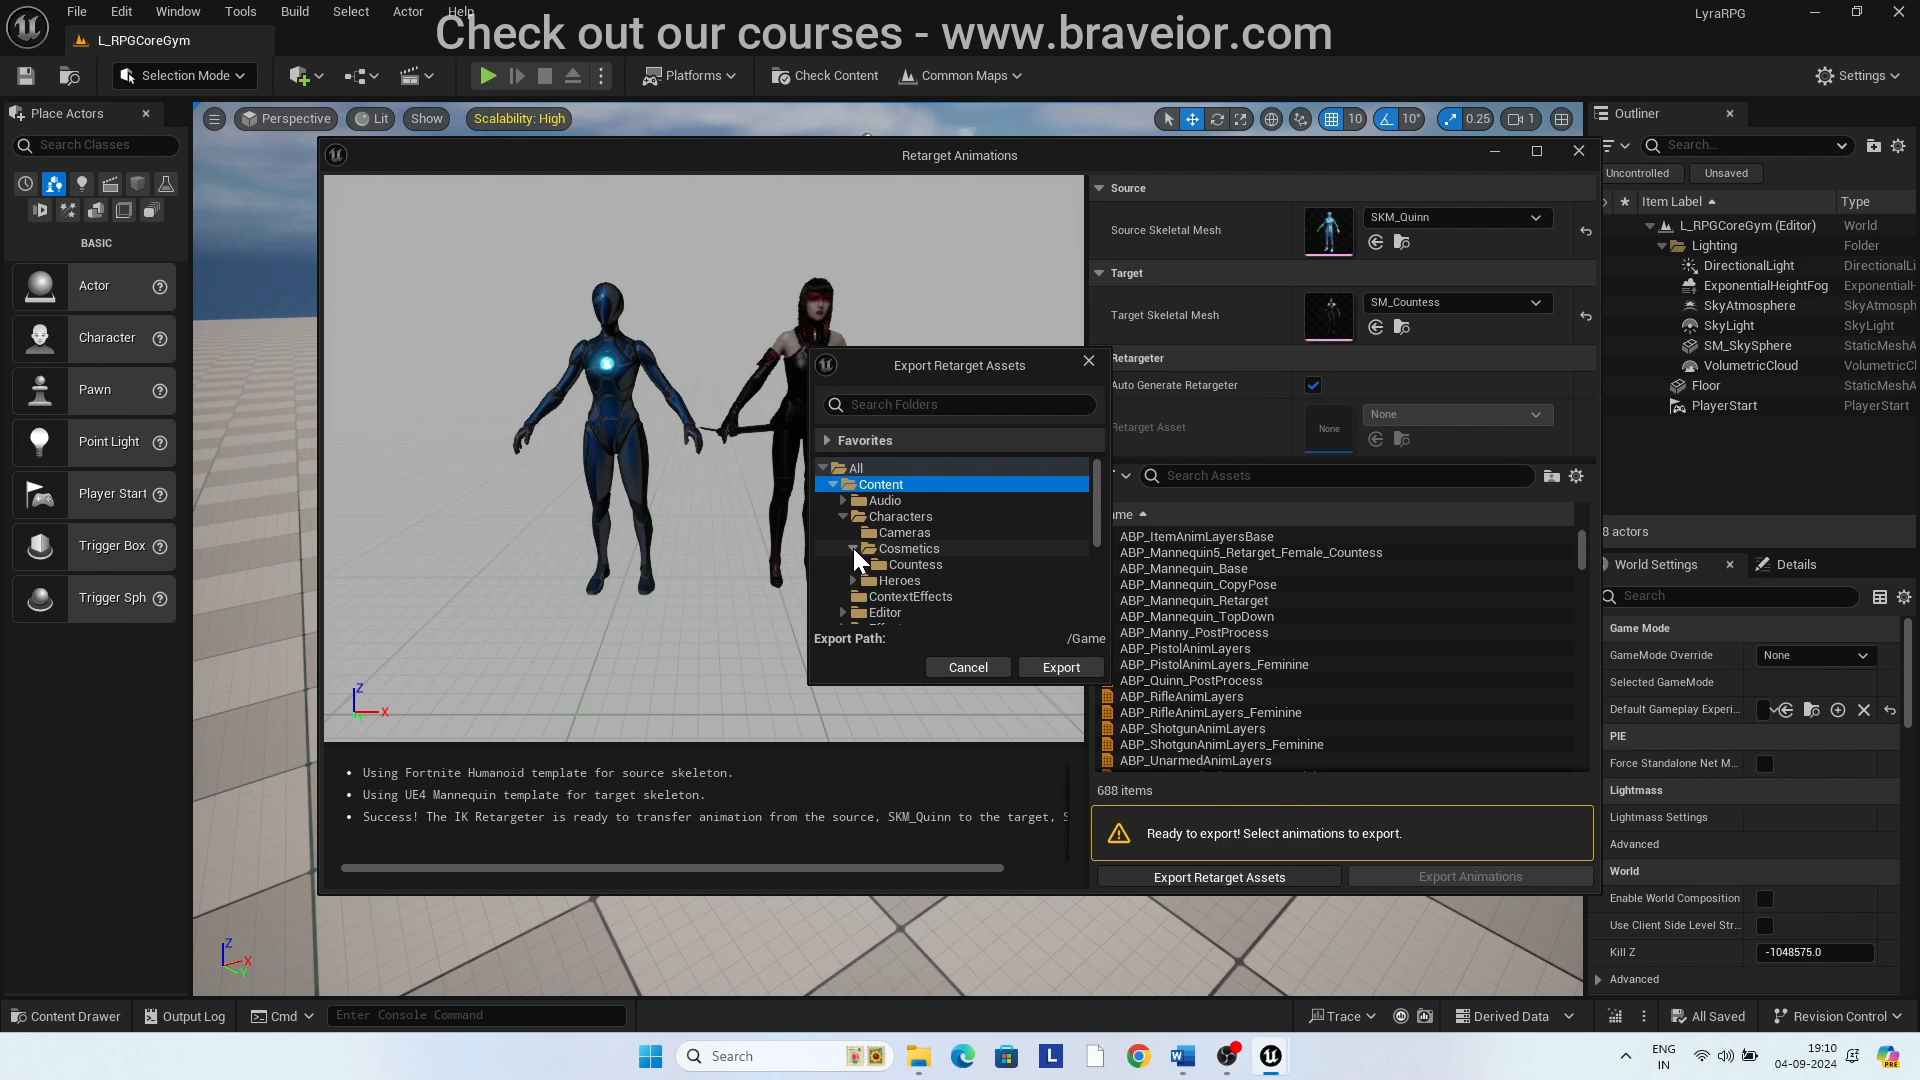 File Edit Window Tools Build Select Actor Help
Check out our courses - www.braveior.com
LyraRPG
L_RPGCoreGym
Selection Mode
Platforms
Check Content
Common Maps
Settings
Place Actors
Search Classes
BASIC
Actor
Character
Pawn
Point Light
Player Start
Trigger Box
Trigger Sph
Perspective
Lit
Show
Scalability: High
10
10°
0.25
1
Retarget Animations
Source
Source Skeletal Mesh
SKM_Quinn
Target
Target Skeletal Mesh
SM_Countess
Retargeter
Auto Generate Retargeter
Retarget Asset
None
None
Search Assets
ame
ABP_ItemAnimLayersBase
ABP_Mannequin5_Retarget_Female_Countess
ABP_Mannequin_Base
ABP_Mannequin_CopyPose
ABP_Mannequin_Retarget
ABP_Mannequin_TopDown
ABP_Manny_PostProcess
ABP_PistolAnimLayers
ABP_PistolAnimLayers_Feminine
ABP_Quinn_PostProcess
ABP_RifleAnimLayers
ABP_RifleAnimLayers_Feminine
ABP_ShotgunAnimLayers
ABP_ShotgunAnimLayers_Feminine
ABP_UnarmedAnimLayers
688 items
Ready to export! Select animations to export.
Export Retarget Assets
Export Animations
Export Retarget Assets
Search Folders
Favorites
All
Content
Audio
Characters
Cameras
Cosmetics
Countess
Heroes
ContextEffects
Editor
Export Path:
/Game
Cancel
Export
Z
X
• Using Fortnite Humanoid template for source skeleton.
• Using UE4 Mannequin template for target skeleton.
• Success! The IK Retargeter is ready to transfer animation from the source, SKM_Quinn to the target, S
Z
X
Y
Outliner
Search...
Uncontrolled
Unsaved
Item Label
Type
L_RPGCoreGym (Editor) World
Lighting Folder
DirectionalLight DirectionalLi
ExponentialHeightFog ExponentialH
SkyAtmosphere SkyAtmosph
SkyLight SkyLight
SM_SkySphere StaticMeshA
VolumetricCloud VolumetricCl
Floor StaticMeshA
PlayerStart PlayerStart
8 actors
World Settings
Details
Search
Game Mode
GameMode Override None
Selected GameMode
Default Gameplay Experi...
PIE
Force Standalone Net M...
Lightmass
Lightmass Settings
Advanced
World
Enable World Composition
Use Client Side Level Str...
Kill Z -1048575.0
Advanced
Content Drawer
Output Log
Cmd
Enter Console Command
Trace
Derived Data
All Saved
Revision Control
Search
L
ENG
IN
19:10
04-09-2024
PRE